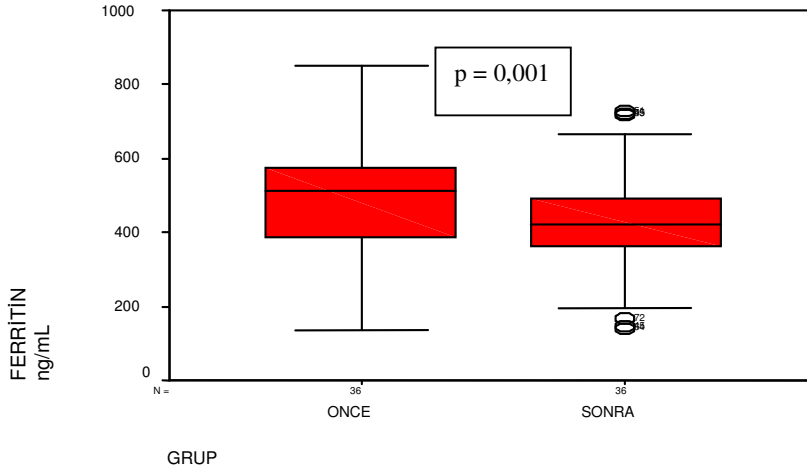 1000
800
600
400
200
0
p = 0,001
FERRİTİN
ng/mL
72
N =
36
36
ONCE
SONRA
GRUP